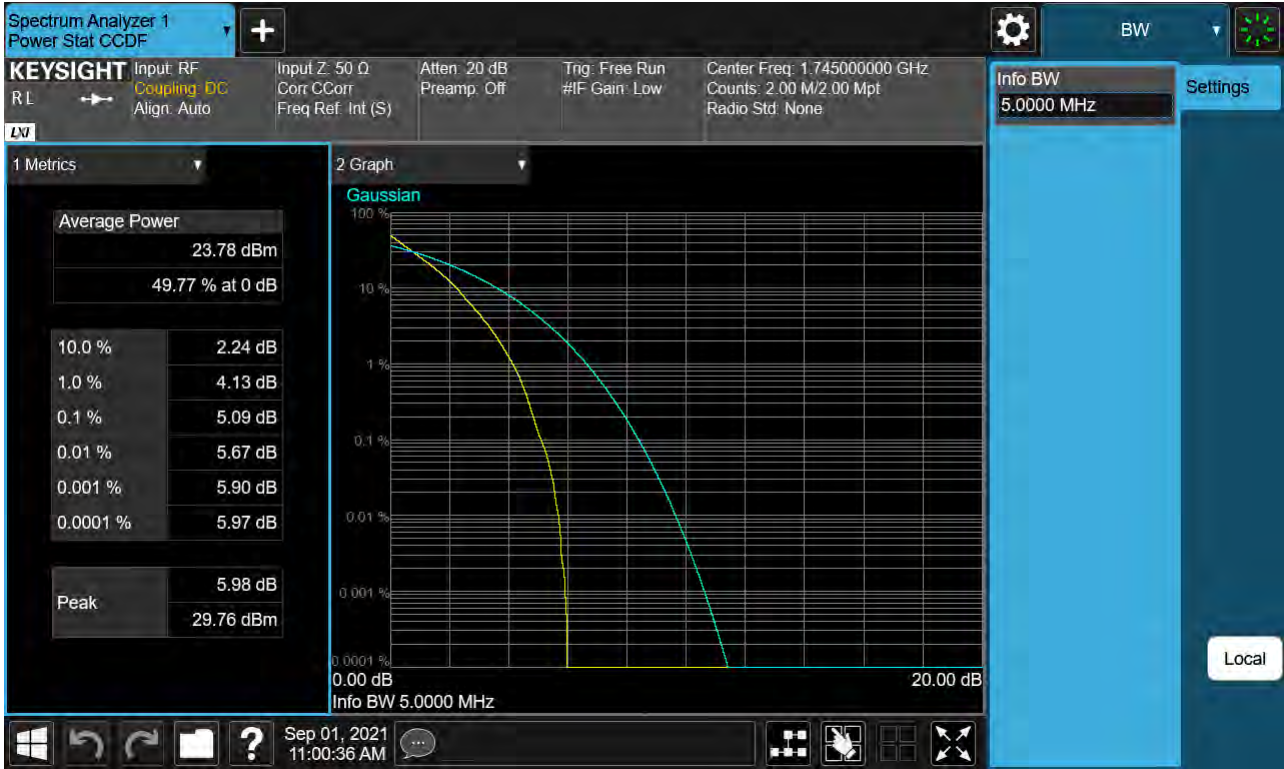 Spectrum Analyzer 1
Power Stat CCDF
+
BW
KEYSIGHT
RL
LXI
Input: RF
Coupling: DC
Align: Auto
Input Z: 50 Ω
Corr CCorr
Freq Ref: Int (S)
Atten: 20 dB
Preamp: Off
Trig: Free Run
#IF Gain: Low
Center Freq: 1.745000000 GHz
Counts: 2.00 M/2.00 Mpt
Radio Std: None
Info BW
5.0000 MHz
Settings
1 Metrics
Average Power
23.78 dBm
49.77 % at 0 dB
10.0 % 2.24 dB
1.0 % 4.13 dB
0.1 % 5.09 dB
0.01 % 5.67 dB
0.001 % 5.90 dB
0.0001 % 5.97 dB
Peak
5.98 dB
29.76 dBm
2 Graph
Gaussian
100 %
10 %
1 %
0.1 %
0.01 %
0.001 %
0.0001 %
0.00 dB 20.00 dB
Info BW 5.0000 MHz
Local
?
Sep 01, 2021
11:00:36 AM